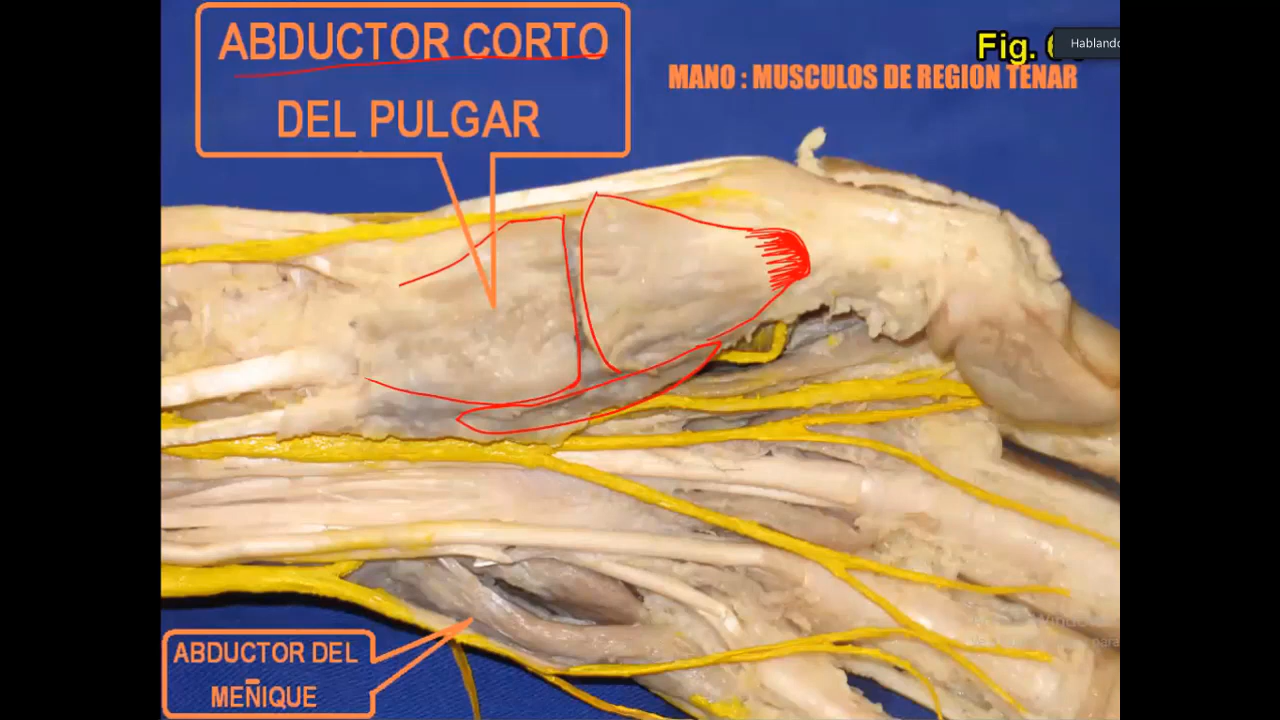 ABDUCTOR CORTO
DEL PULGAR
Fig.
Hablando
MANO : MUSCULOS DE REGION TENAR
ABDUCTOR DEL
MEÑIQUE